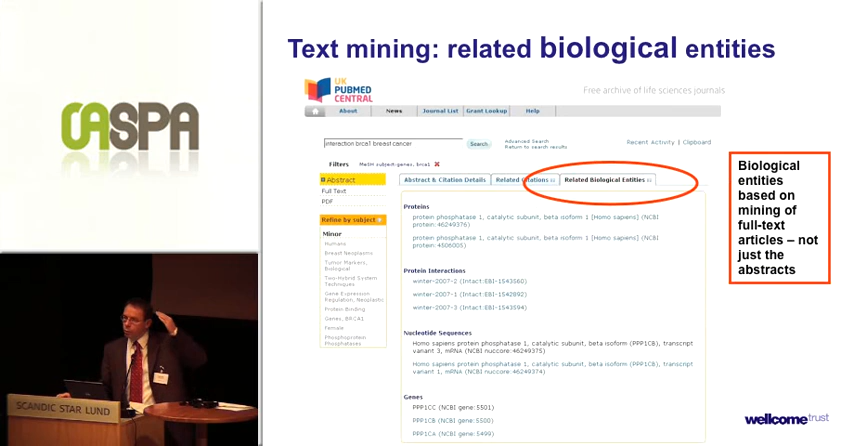 OASPA
SCANDIC STAR LUND
Text mining: related biological entities
UK
PUBMED
CENTRAL
Free archive of life sciences journals
About News Journal List Grant Lookup Help
interaction brca1 breast cancer Search Advanced Search
Return to search results
Recent Activity | Clipboard
Filters MeSH subject-genes, brca1
Abstract
Full Text
PDF
Refine by subject
Minor
Humans
Breast Neoplasms
Tumor Markers,
Biological
Two-Hybrid System
Techniques
Gene Expression
Regulation, Neoplastic
Protein Binding
Genes, BRCA1
Female
Phosphoprotein
Phosphatases
Abstract & Citation Details Related Citations Related Biological Entities
Proteins
protein phosphatase 1, catalytic subunit, beta isoform 1 [Homo sapiens] (NCBI
protein:46249376)
protein phosphatase 1, catalytic subunit, beta isoform 1 [Homo sapiens] (NCBI
protein:4506005)
Protein Interactions
winter-2007-2 (Intact:EBI-1543560)
winter-2007-1 (Intact:EBI-1542992)
winter-2007-3 (Intact:EBI-1543594)
Nucleotide Sequences
Homo sapiens protein phosphatase 1, catalytic subunit, beta isoform (PPP1CB), transcript
variant 3, mRNA (NCBI nuccore:46249375)
Homo sapiens protein phosphatase 1, catalytic subunit, beta isoform (PPP1CB), transcript
variant 1, mRNA (NCBI nuccore:46249374)
Genes
PPP1CC (NCBI gene:5501)
PPP1CB (NCBI gene:5500)
PPP1CA (NCBI gene:5499)
Biological
entities
based on
mining of
full-text
articles – not
just the
abstracts
wellcometrust